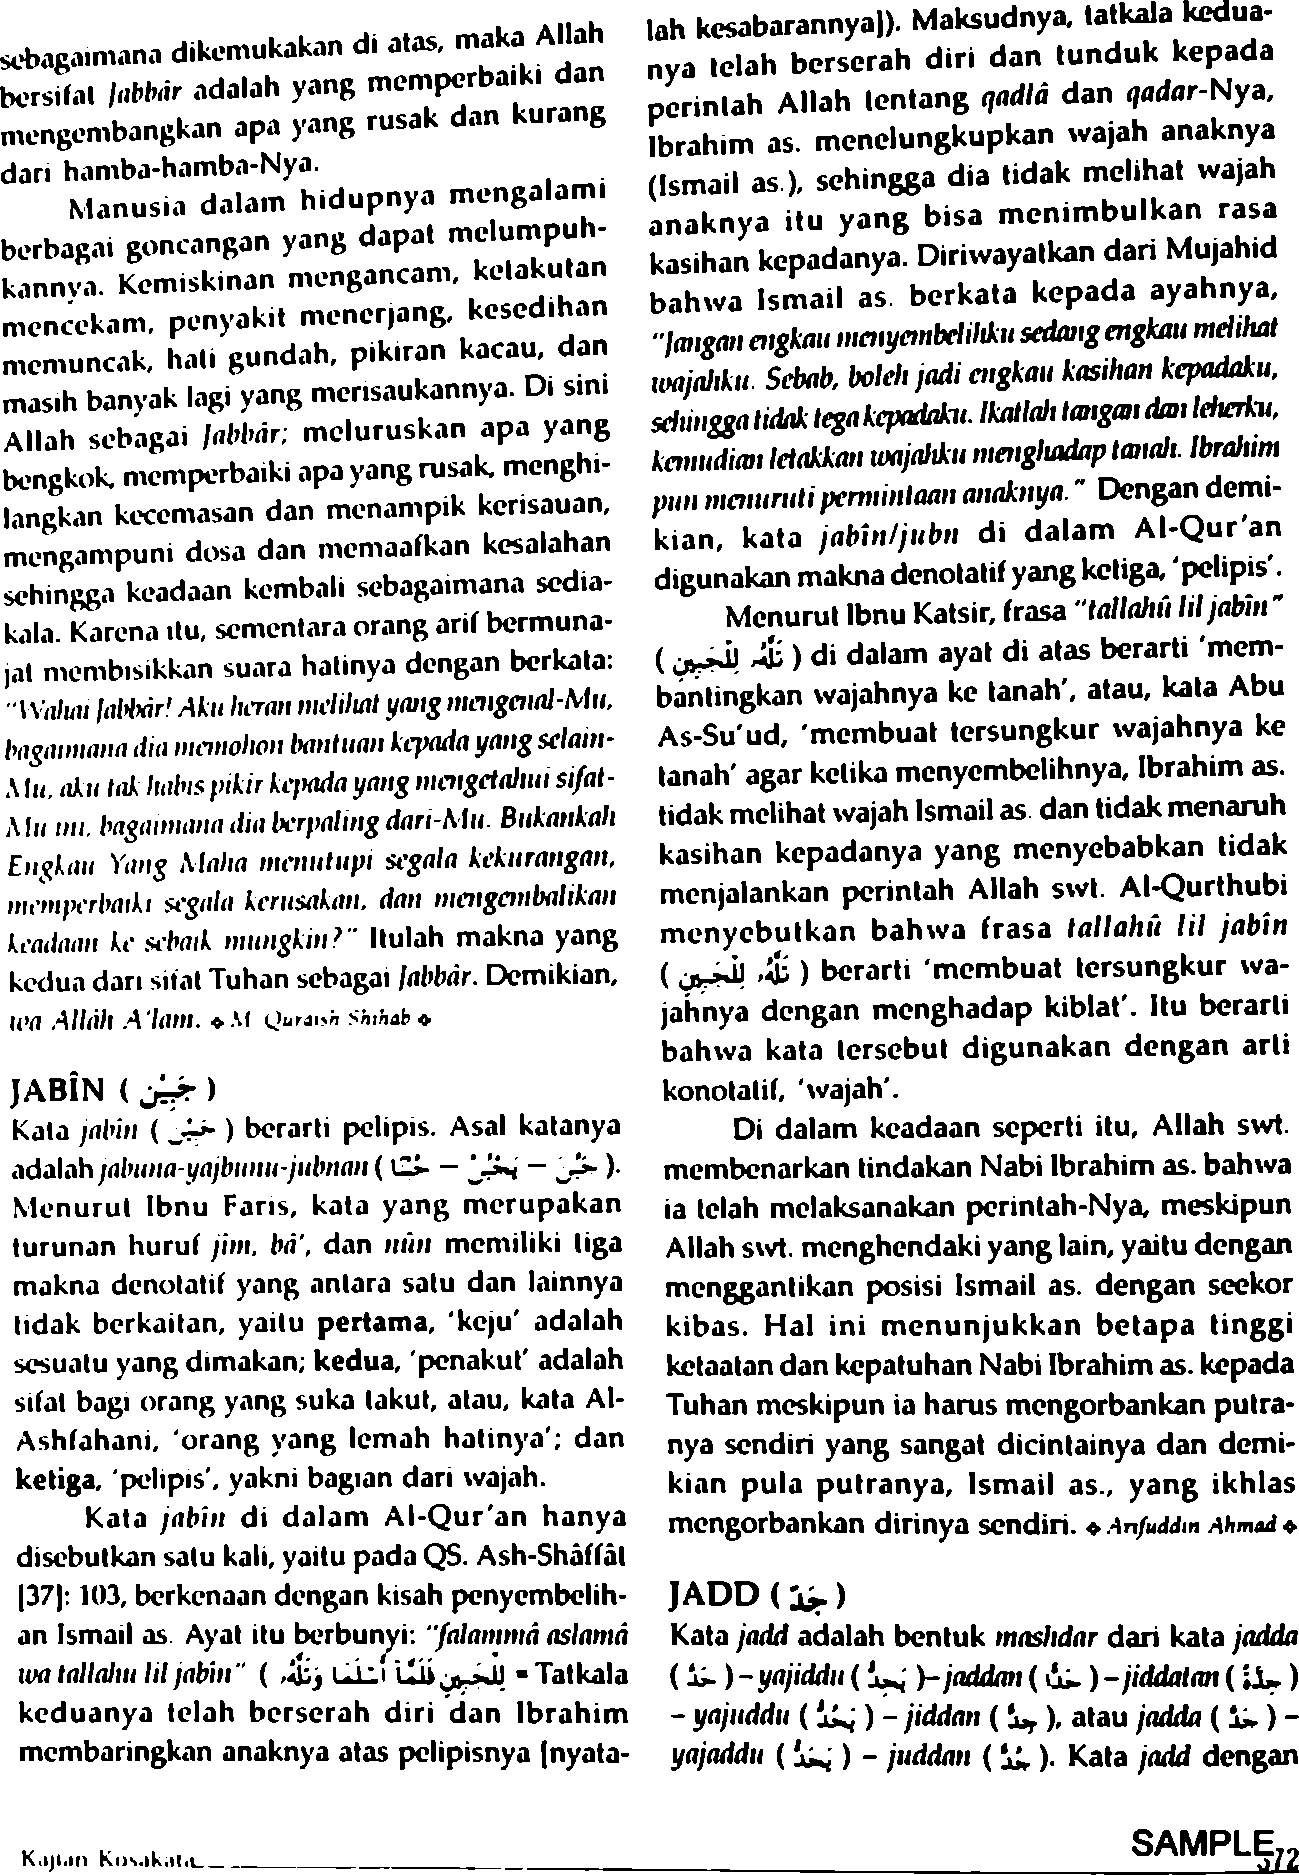 sebagaimana dikemukakan di atas, maka Allah
bersifat Jabbâr adalah yang memperbaiki dan
mengembangkan apa yang rusak dan kurang
dari hamba-hamba-Nya.
Manusia dalam hidupnya mengalami
berbagai goncangan yang dapat melumpuh-
kannya. Kemiskinan mengancam, ketakutan
mencekam, penyakit menerjang, kesedihan
memuncak, hati gundah, pikiran kacau, dan
masih banyak lagi yang merisaukannya. Di sini
Allah sebagai Jabbâr; meluruskan apa yang
bengkok, memperbaiki apa yang rusak, menghi-
langkan kecemasan dan menampik kerisauan,
mengampuni dosa dan memaafkan kesalahan
sehingga keadaan kembali sebagaimana sedia-
kala. Karena itu, sementara orang arif bermuna-
jat membisikkan suara hatinya dengan berkata:
"Wahai Jabbâr! Aku heran melihat yang mengenal-Mu,
bagaimana dia memohon bantuan kepada yang selain-
Mu, aku tak habis pikir kepada yang mengetahui sifat-
Mu ini, bagaimana dia berpaling dari-Mu. Bukankah
Engkau Yang Maha menutupi segala kekurangan,
memperbaiki segala kerusakan, dan mengembalikan
keadaan ke sebaik mungkin?" Itulah makna yang
kedua dari sifat Tuhan sebagai Jabbâr. Demikian,
wa Allâh A'lam. ⬥ M. Quraish Shihab ⬥
JABÎN ( جَبِيْن )
Kata jabîn ( جَبِيْن ) berarti pelipis. Asal katanya
adalah jabuna-yajbunu-jubnan ( جَبُنَ – يَجْبُنُ – جُبْنًا ).
Menurut Ibnu Faris, kata yang merupakan
turunan huruf jîm, bâ', dan nûn memiliki tiga
makna denotatif yang antara satu dan lainnya
tidak berkaitan, yaitu pertama, 'keju' adalah
sesuatu yang dimakan; kedua, 'penakut' adalah
sifat bagi orang yang suka takut, atau, kata Al-
Ashfahani, 'orang yang lemah hatinya'; dan
ketiga, 'pelipis', yakni bagian dari wajah.
Kata jabîn di dalam Al-Qur'an hanya
disebutkan satu kali, yaitu pada QS. Ash-Shâffât
[37]: 103, berkenaan dengan kisah penyembelih-
an Ismail as. Ayat itu berbunyi: "falammâ aslamâ
wa tallahu lil jabîn" ( فَلَمَّا أَسْلَمَا وَتَلَّهُ لِلْجَبِيْنِ = Tatkala
keduanya telah berserah diri dan Ibrahim
membaringkan anaknya atas pelipisnya [nyata-
lah kesabarannya]). Maksudnya, tatkala kedua-
nya telah berserah diri dan tunduk kepada
perintah Allah tentang qadlâ dan qadar-Nya,
Ibrahim as. menelungkupkan wajah anaknya
(Ismail as.), sehingga dia tidak melihat wajah
anaknya itu yang bisa menimbulkan rasa
kasihan kepadanya. Diriwayatkan dari Mujahid
bahwa Ismail as. berkata kepada ayahnya,
"Jangan engkau menyembelihku sedang engkau melihat
wajahku. Sebab, boleh jadi engkau kasihan kepadaku,
sehingga tidak tega kepadaku. Ikatlah tangan dan leherku,
kemudian letakkan wajahku menghadap tanah. Ibrahim
pun menuruti permintaan anaknya." Dengan demi-
kian, kata jabîn/jubn di dalam Al-Qur'an
digunakan makna denotatif yang ketiga, 'pelipis'.
Menurut Ibnu Katsir, frasa "tallahû lil jabîn"
( تَلَّهُ لِلْجَبِيْنِ ) di dalam ayat di atas berarti 'mem-
bantingkan wajahnya ke tanah', atau, kata Abu
As-Su'ud, 'membuat tersungkur wajahnya ke
tanah' agar ketika menyembelihnya, Ibrahim as.
tidak melihat wajah Ismail as. dan tidak menaruh
kasihan kepadanya yang menyebabkan tidak
menjalankan perintah Allah swt. Al-Qurthubi
menyebutkan bahwa frasa tallahû lil jabîn
( تَلَّهُ لِلْجَبِيْنِ ) berarti 'membuat tersungkur wa-
jahnya dengan menghadap kiblat'. Itu berarti
bahwa kata tersebut digunakan dengan arti
konotatif, 'wajah'.
Di dalam keadaan seperti itu, Allah swt.
membenarkan tindakan Nabi Ibrahim as. bahwa
ia telah melaksanakan perintah-Nya, meskipun
Allah swt. menghendaki yang lain, yaitu dengan
menggantikan posisi Ismail as. dengan seekor
kibas. Hal ini menunjukkan betapa tinggi
ketaatan dan kepatuhan Nabi Ibrahim as. kepada
Tuhan meskipun ia harus mengorbankan putra-
nya sendiri yang sangat dicintainya dan demi-
kian pula putranya, Ismail as., yang ikhlas
mengorbankan dirinya sendiri. ⬥ Arifuddin Ahmad ⬥
JADD ( جَدّ )
Kata jadd adalah bentuk mashdar dari kata jadda
( جَدَّ ) – yajiddu ( يَجِدُّ )– jaddan ( جَدًّا ) – jiddatan ( جِدَّةً )
– yajuddu ( يَجُدُّ ) – jiddan ( جِدًّا ), atau jadda ( جَدَّ ) –
yajaddu ( يَجَدُّ ) – juddan ( جُدًّا ). Kata jadd dengan
Kajian Kosakata
SAMPLE
372